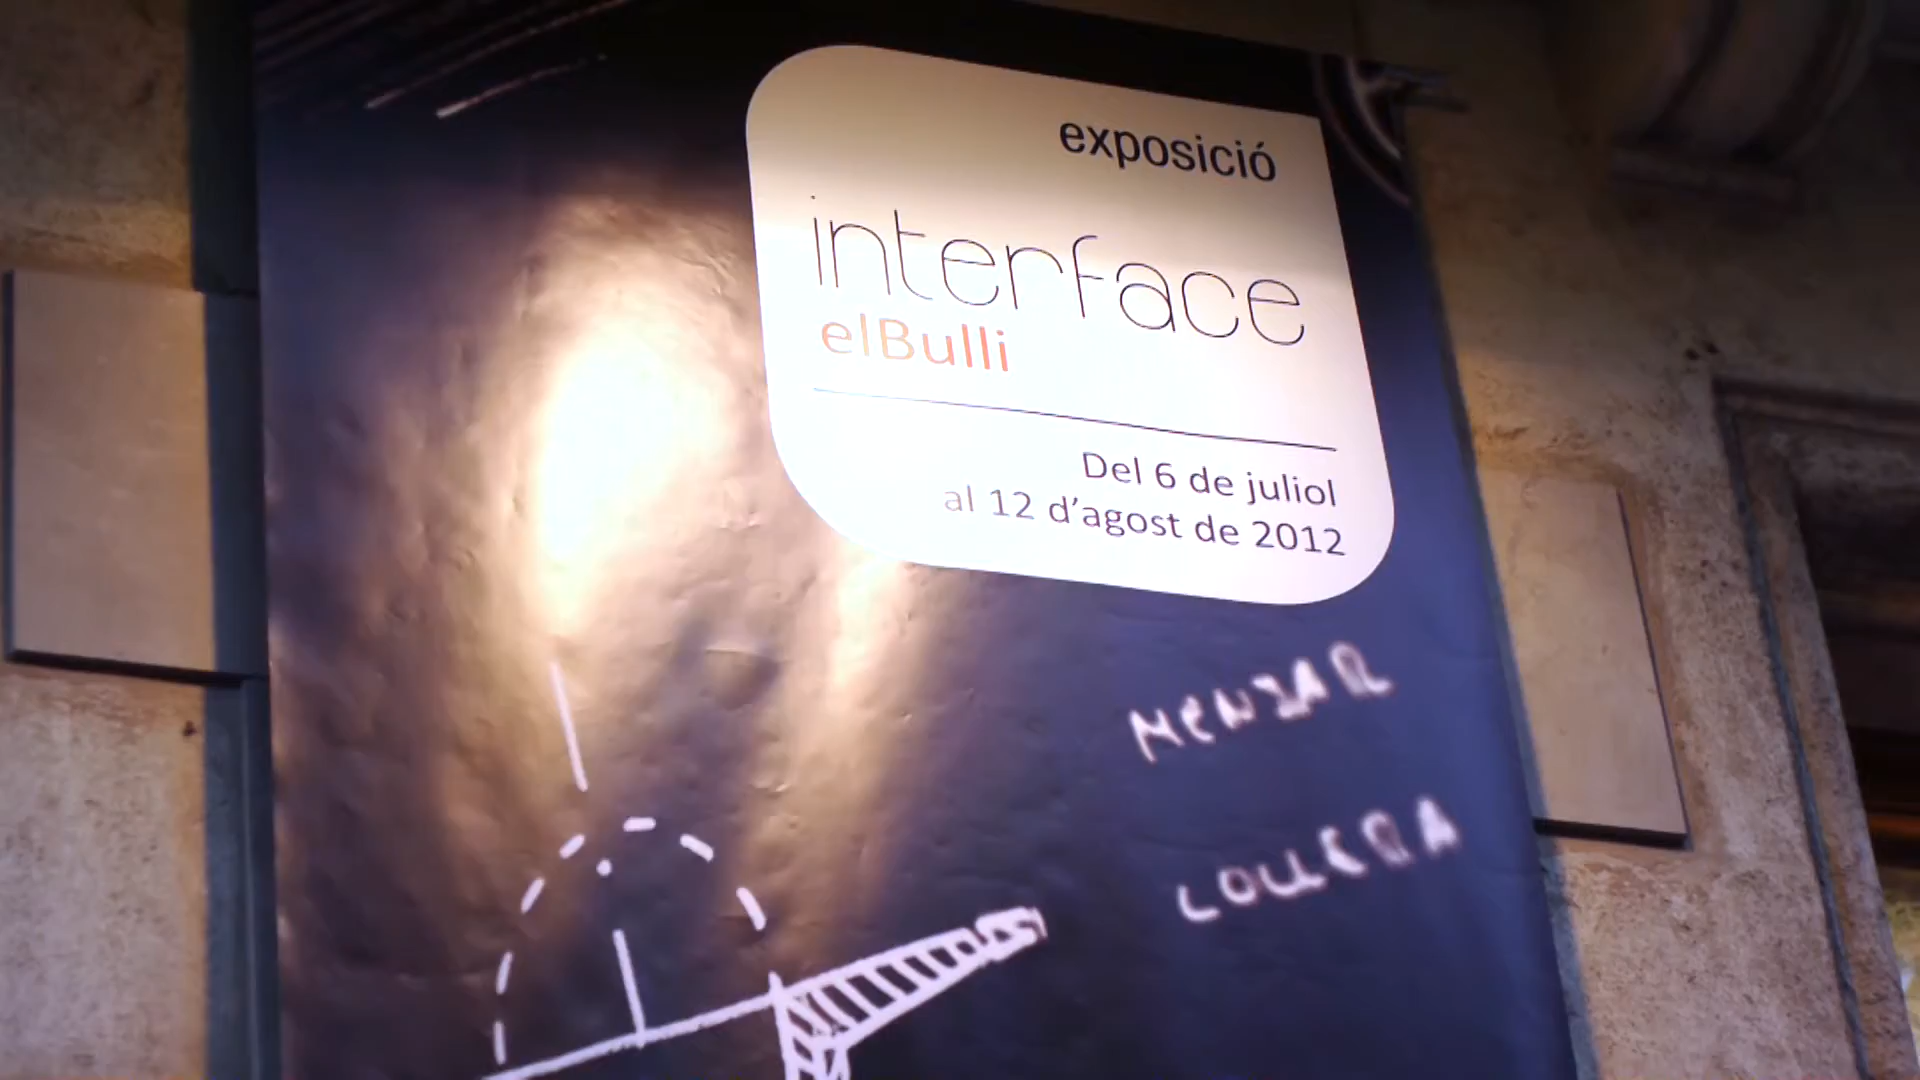 exposició
interface
elBulli
Del 6 de juliol
al 12 d'agost de 2012
MENJAR
CULLERA